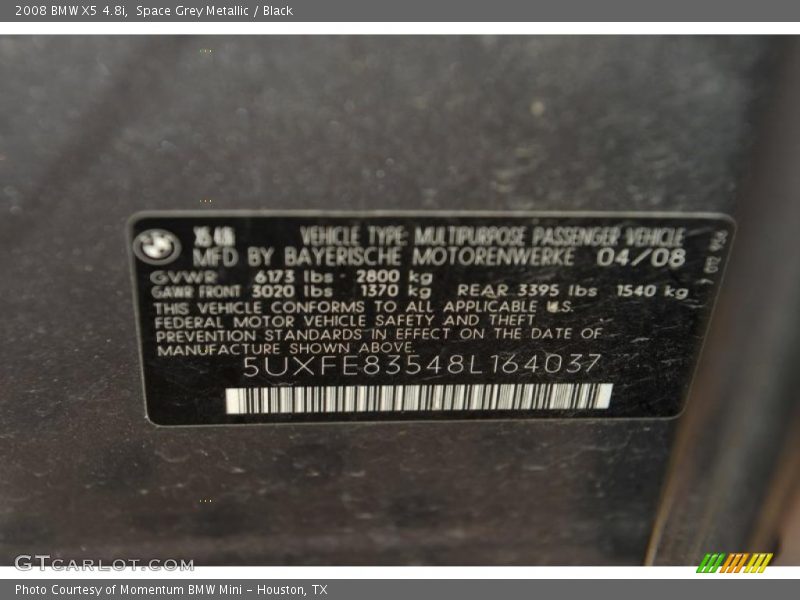 2008 BMW X5 4.8i, Space Grey Metallic / Black
X5 4.8i VEHICLE TYPE: MULTIPURPOSE PASSENGER VEHICLE
MFD BY BAYERISCHE MOTORENWERKE 04/08
GVWR 6173 lbs 2800 kg
GAWR FRONT 3020 lbs 1370 kg REAR 3395 lbs 1540 kg
THIS VEHICLE CONFORMS TO ALL APPLICABLE U.S.
FEDERAL MOTOR VEHICLE SAFETY AND THEFT
PREVENTION STANDARDS IN EFFECT ON THE DATE OF
MANUFACTURE SHOWN ABOVE.
5UXFE83548L164037
GTCARLOT.COM
Photo Courtesy of Momentum BMW Mini - Houston, TX